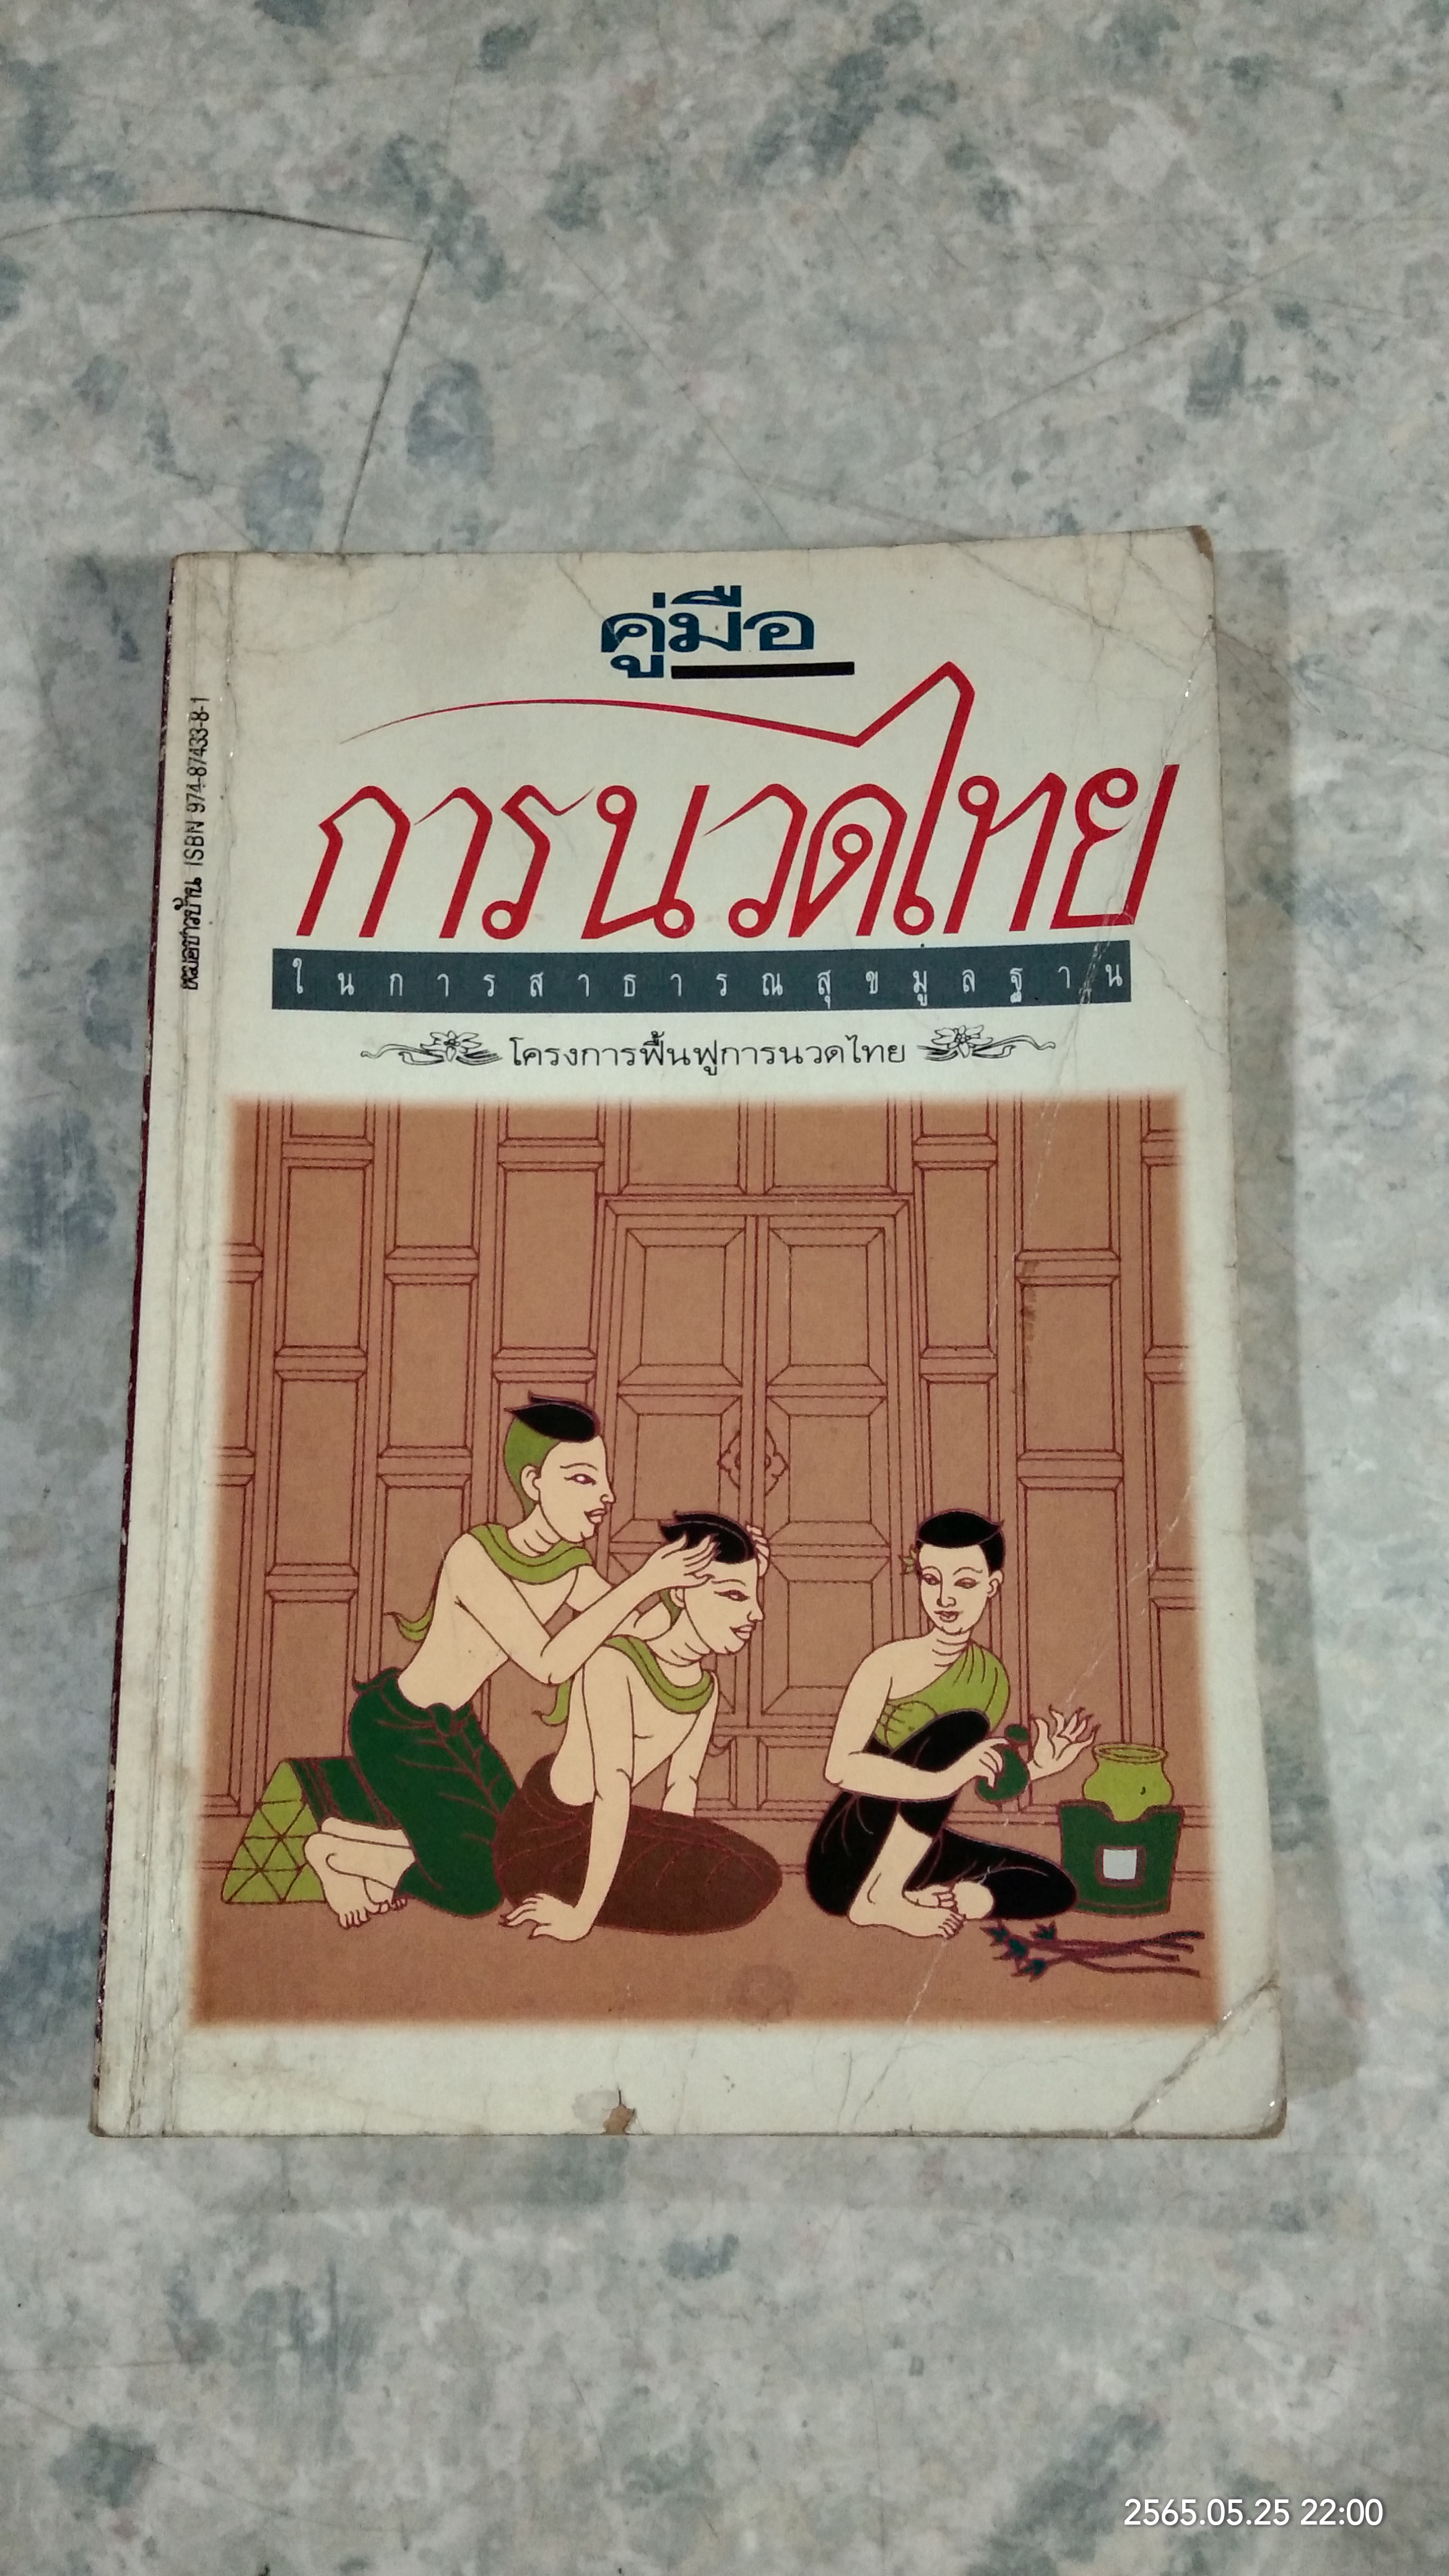 คู่มือ
การนวดไทย
ในการสาธารณสุขมูลฐาน
โครงการฟื้นฟูการนวดไทย
หมอชาวบ้าน ISBN 974-87433-8-1
2565.05.25 22:00